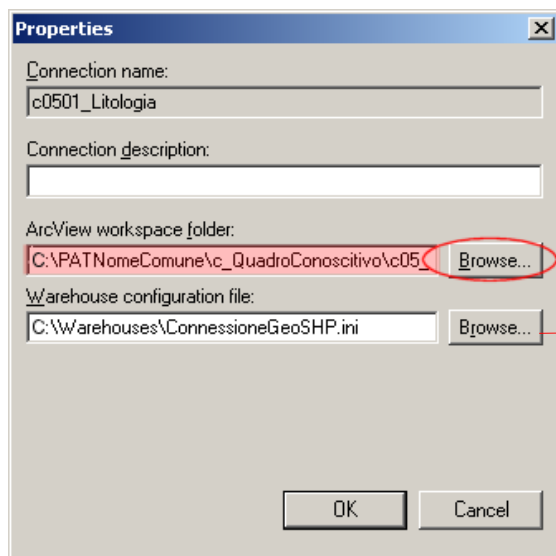 Properties
Connection name:
c0501_Litologia
Connection description:
ArcView workspace folder:
C:\PATNomeComune\c_QuadroConoscitivo\c05_ Browse...
Warehouse configuration file:
C:\Warehouses\ConnessioneGeoSHP.ini Browse...
OK Cancel